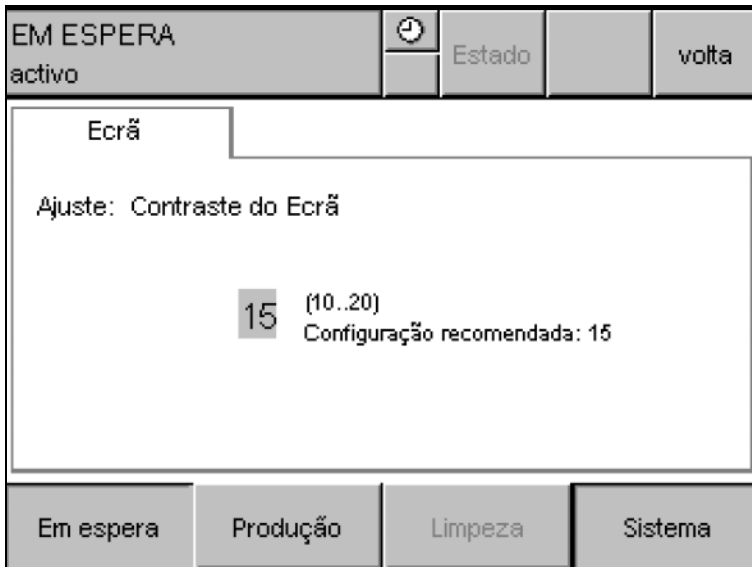 EM ESPERA
activo
Estado
volta
Ecrã
Ajuste: Contraste do Ecrã
15
(10..20)
Configuração recomendada: 15
Em espera
Produção
Limpeza
Sistema